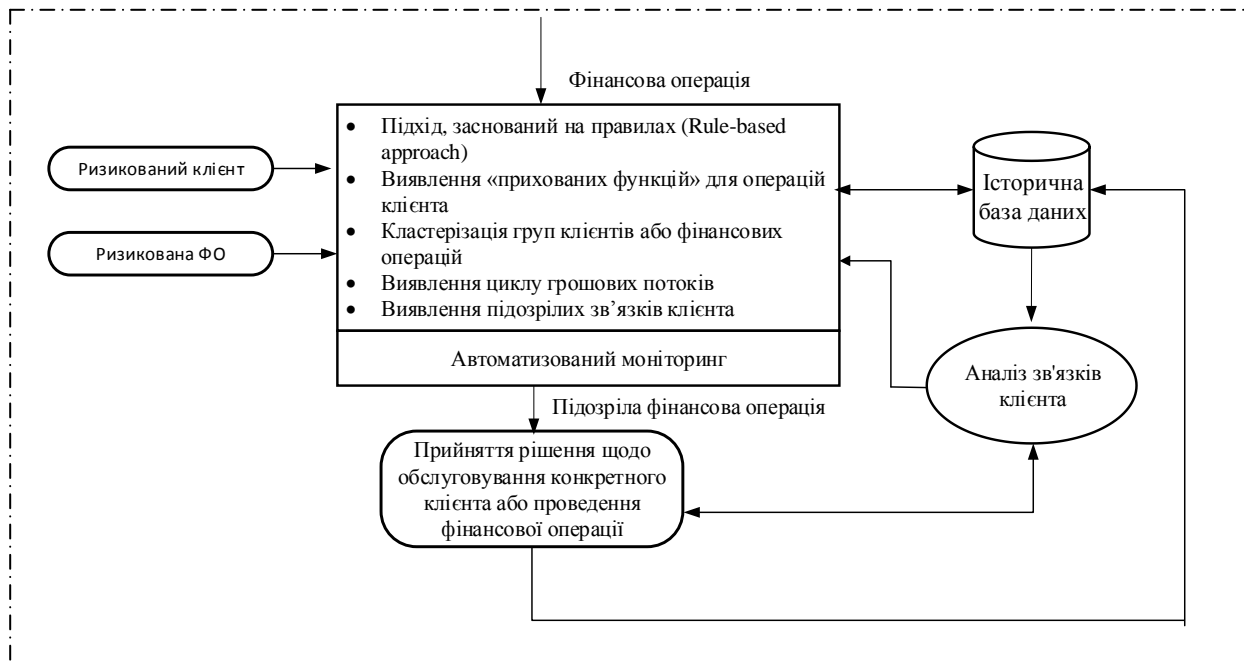 Фінансова операція
• Підхід, заснований на правилах (Rule-based
approach)
• Виявлення «прихованих функцій» для операцій
клієнта
• Кластерізація груп клієнтів або фінансових
операцій
• Виявлення циклу грошових потоків
• Виявлення підозрілих зв’язків клієнта
Автоматизований моніторинг
Ризикований клієнт
Ризикована ФО
Історична
база даних
Аналіз зв'язків
клієнта
Підозріла фінансова операція
Прийняття рішення щодо
обслуговування конкретного
клієнта або проведення
фінансової операції